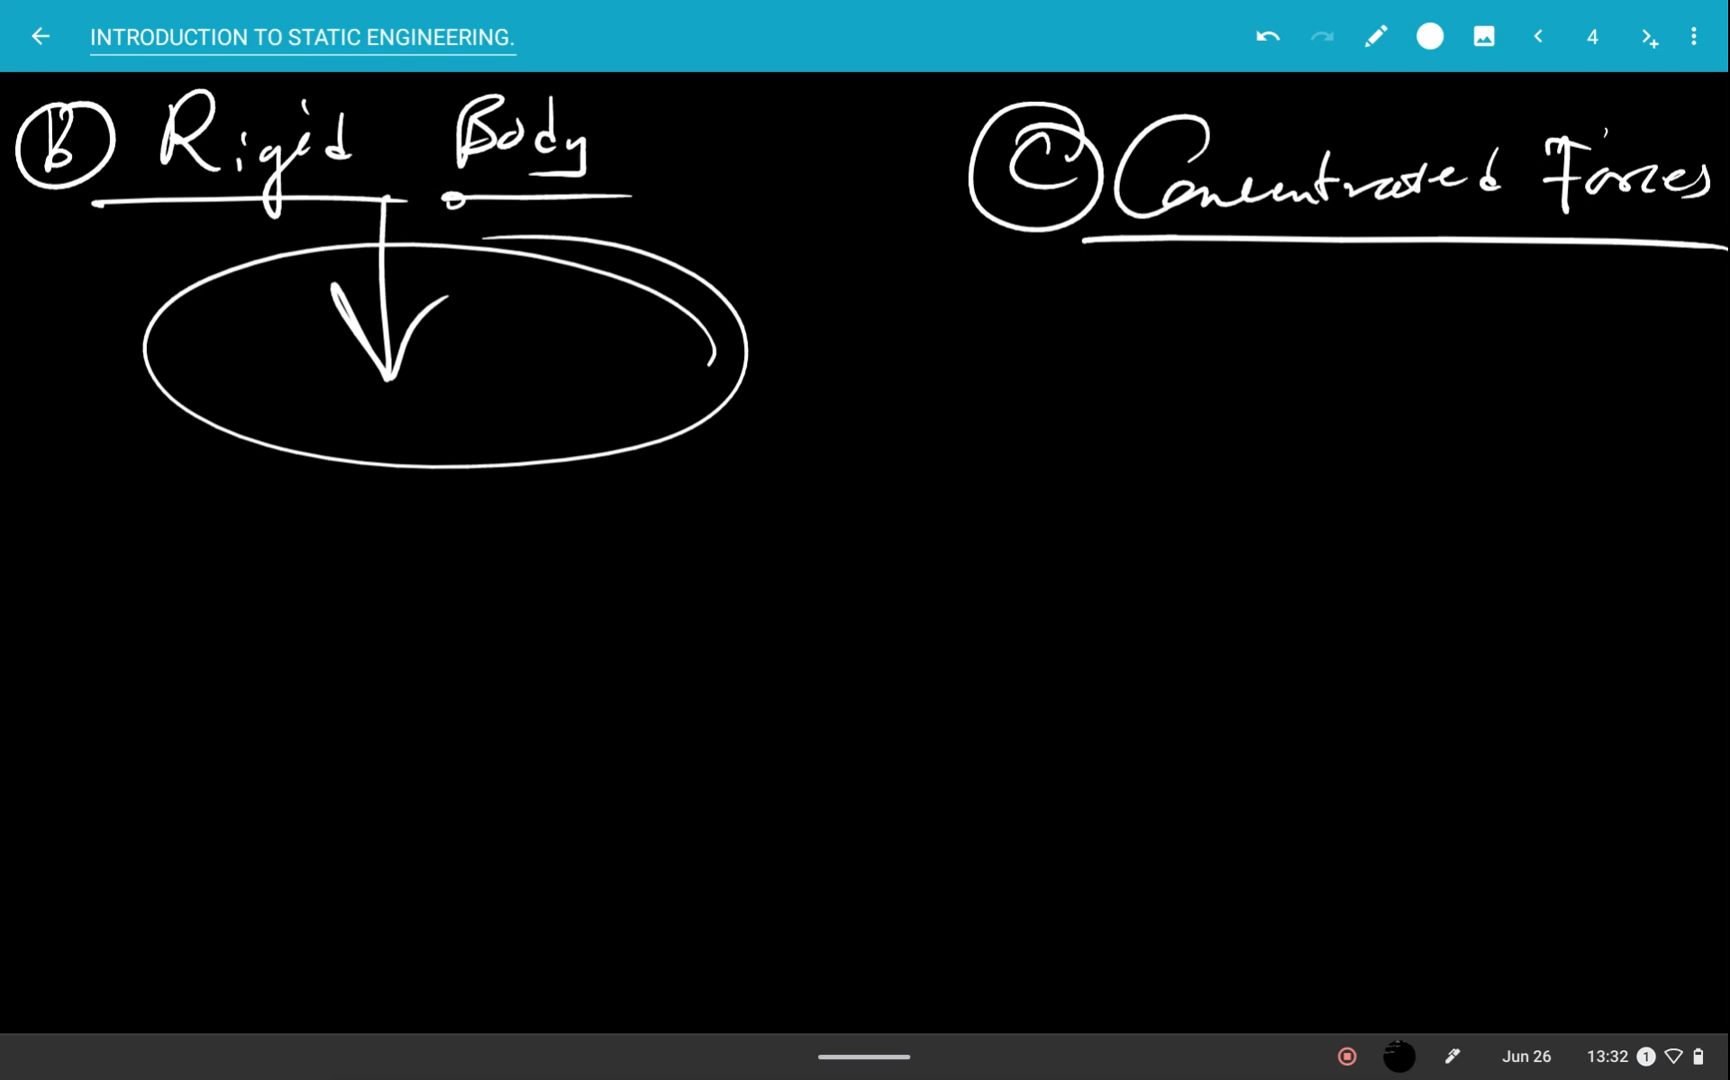 INTRODUCTION TO STATIC ENGINEERING.
4
b Rigid Body
C Concentrated Forces
Jun 26 13:32 1